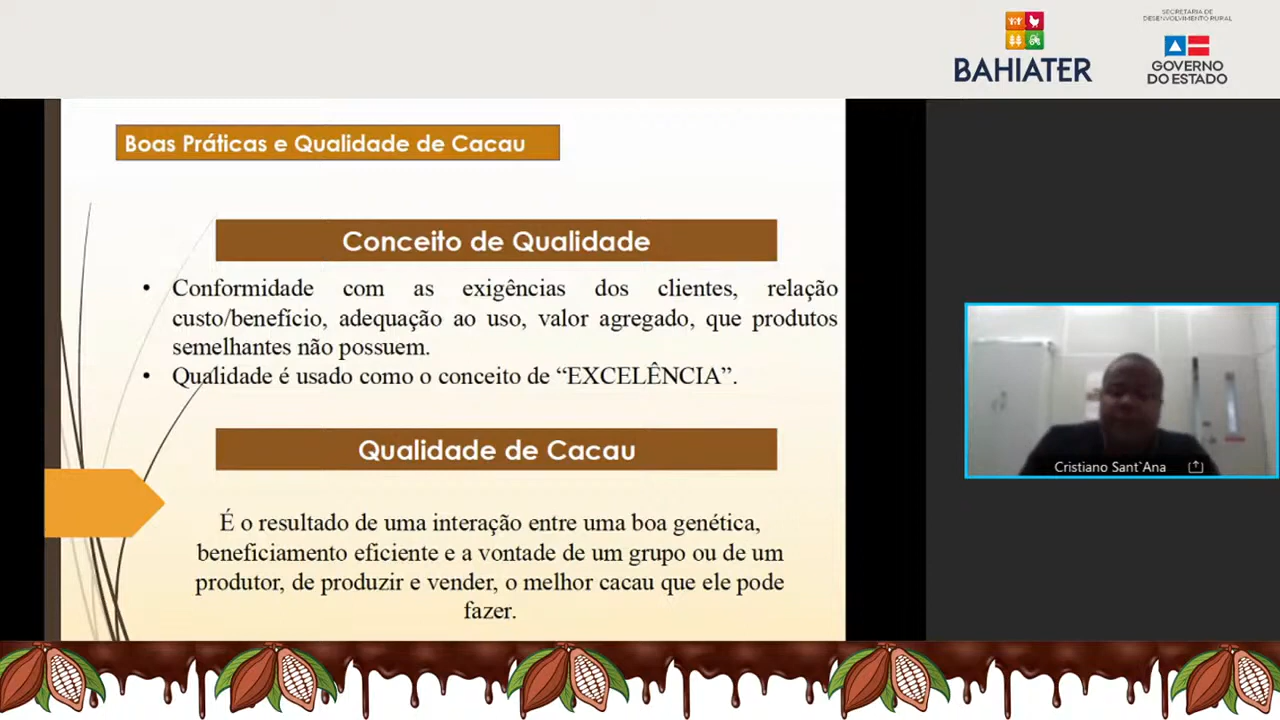 SECRETARIA DE
DESENVOLVIMENTO RURAL
BAHIATER
GOVERNO
DO ESTADO
Boas Práticas e Qualidade de Cacau
Conceito de Qualidade
• Conformidade com as exigências dos clientes, relação
custo/benefício, adequação ao uso, valor agregado, que produtos
semelhantes não possuem.
• Qualidade é usado como o conceito de “EXCELÊNCIA”.
Qualidade de Cacau
É o resultado de uma interação entre uma boa genética,
beneficiamento eficiente e a vontade de um grupo ou de um
produtor, de produzir e vender, o melhor cacau que ele pode
fazer.
Cristiano Sant`Ana